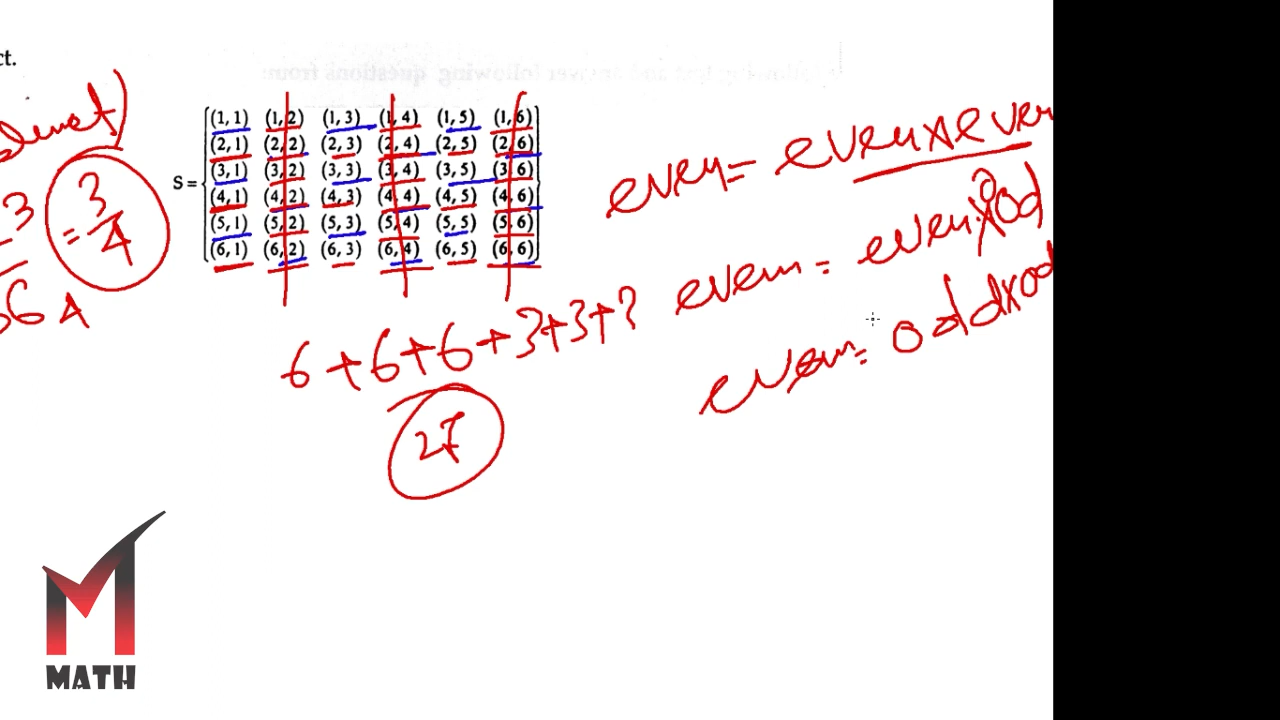 ct.
(1, 1) (1, 2) (1, 3) (1, 4) (1, 5) (1, 6)
(2, 1) (2, 2) (2, 3) (2, 4) (2, 5) (2, 6)
S = (3, 1) (3, 2) (3, 3) (3, 4) (3, 5) (3, 6)
(4, 1) (4, 2) (4, 3) (4, 4) (4, 5) (4, 6)
(5, 1) (5, 2) (5, 3) (5, 4) (5, 5) (5, 6)
(6, 1) (6, 2) (6, 3) (6, 4) (6, 5) (6, 6)
= 3/4
6 + 6 + 6 + 3 + 3 + 3
27
even = even × even
even = even × od
even = odd × od
MATH